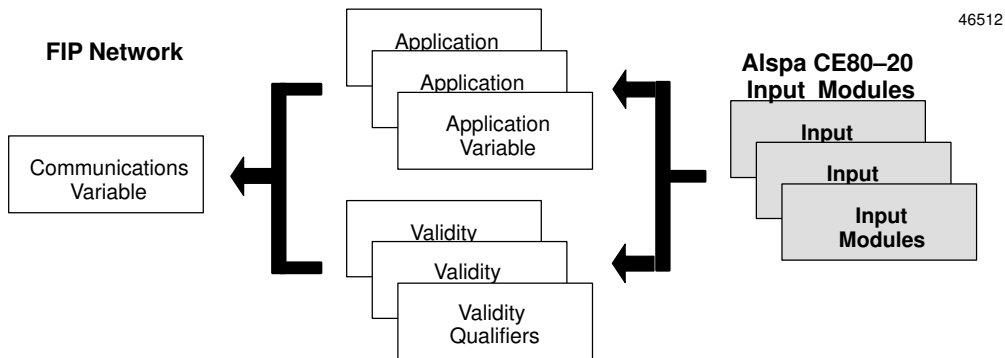 46512
FIP Network
Communications
Variable
Application
Application
Application
Variable
Validity
Validity
Validity
Qualifiers
Alspa CE80–20
Input Modules
Input
Input
Input
Modules